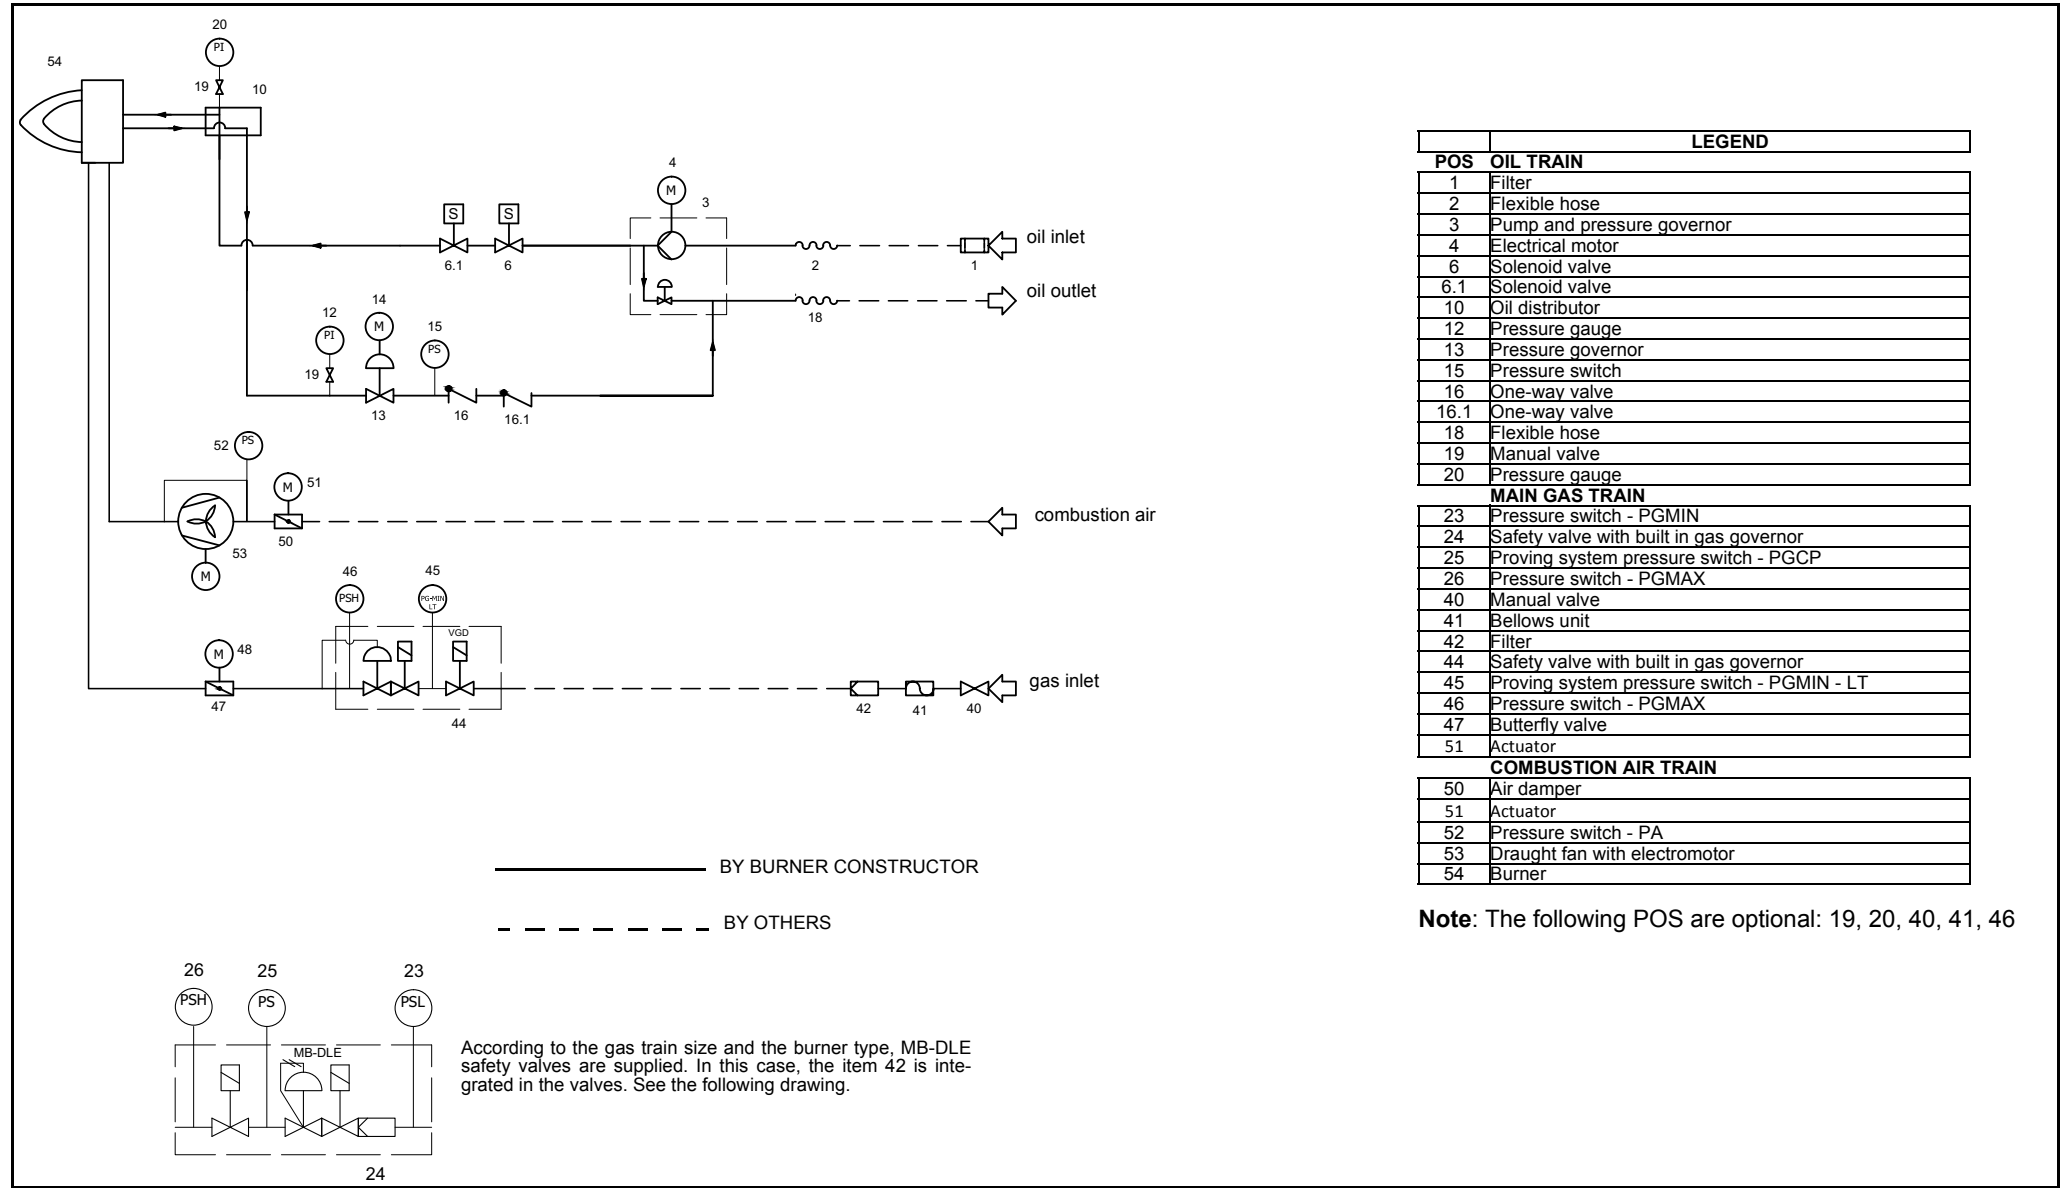 20
PI
54
19
10
4
M
3
S
S
oil inlet
6.1
6
2
1
oil outlet
14
18
12
M
15
PI
PS
19
13
16
16.1
52
PS
M
51
combustion air
50
53
M
46
45
PSH
PG-MIN
LT
VGD
M
48
gas inlet
47
44
42
41
40
BY BURNER CONSTRUCTOR
BY OTHERS
26
25
23
PSH
PS
PSL
MB-DLE
24
According to the gas train size and the burner type, MB-DLE
safety valves are supplied. In this case, the item 42 is inte-
grated in the valves. See the following drawing.
LEGEND
POS OIL TRAIN
1 Filter
2 Flexible hose
3 Pump and pressure governor
4 Electrical motor
6 Solenoid valve
6.1 Solenoid valve
10 Oil distributor
12 Pressure gauge
13 Pressure governor
15 Pressure switch
16 One-way valve
16.1 One-way valve
18 Flexible hose
19 Manual valve
20 Pressure gauge
MAIN GAS TRAIN
23 Pressure switch - PGMIN
24 Safety valve with built in gas governor
25 Proving system pressure switch - PGCP
26 Pressure switch - PGMAX
40 Manual valve
41 Bellows unit
42 Filter
44 Safety valve with built in gas governor
45 Proving system pressure switch - PGMIN - LT
46 Pressure switch - PGMAX
47 Butterfly valve
51 Actuator
COMBUSTION AIR TRAIN
50 Air damper
51 Actuator
52 Pressure switch - PA
53 Draught fan with electromotor
54 Burner
Note: The following POS are optional: 19, 20, 40, 41, 46